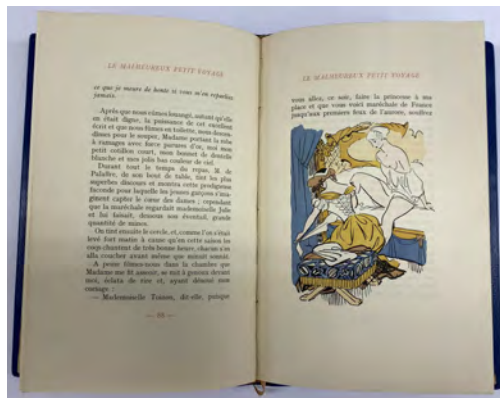 LE MALHEUREUX PETIT VOYAGE
ce que je meure de honte si vous m'en reparliez
jamais.
Après que nous eûmes louangé, autant qu'elle
en était digne, la puissance de cet excellent
écrit et que nous fûmes en toilette, nous descen-
dîmes pour le souper, Madame portant la robe
à ramages avec force parures d'or, moi mon
petit cotillon court, mon bonnet de dentelle
blanche et mes jolis bas couleur de ciel.
Durant tout le temps du repas, M. de
de son bout de table, tint les plus
superbes discours et montra cette prodigieuse
faconde pour laquelle les jeunes garçons s'ima-
ginent capter le cœur des dames ; cependant
que la maréchale regardait mademoiselle Julie
et lui faisait, dessous son éventail, grande
quantité de mines.
On tint ensuite le cercle, et, comme l'on s'était
levé fort matin à cause qu'en cette saison les
coqs chantent de très bonne heure, chacun s'en
alla coucher avant même que minuit sonnât.
A peine fûmes-nous dans la chambre que
Madame me fit asseoir, se mit à genoux devant
moi, éclata de rire et, ayant dénoué mon
corsage :
— Mademoiselle dit-elle, puisque
— 66 —
LE MALHEUREUX PETIT VOYAGE
vous allez, ce soir, faire la princesse à ma
place et que vous voici maréchale de France
jusqu'aux premiers feux de l'aurore, souffrez